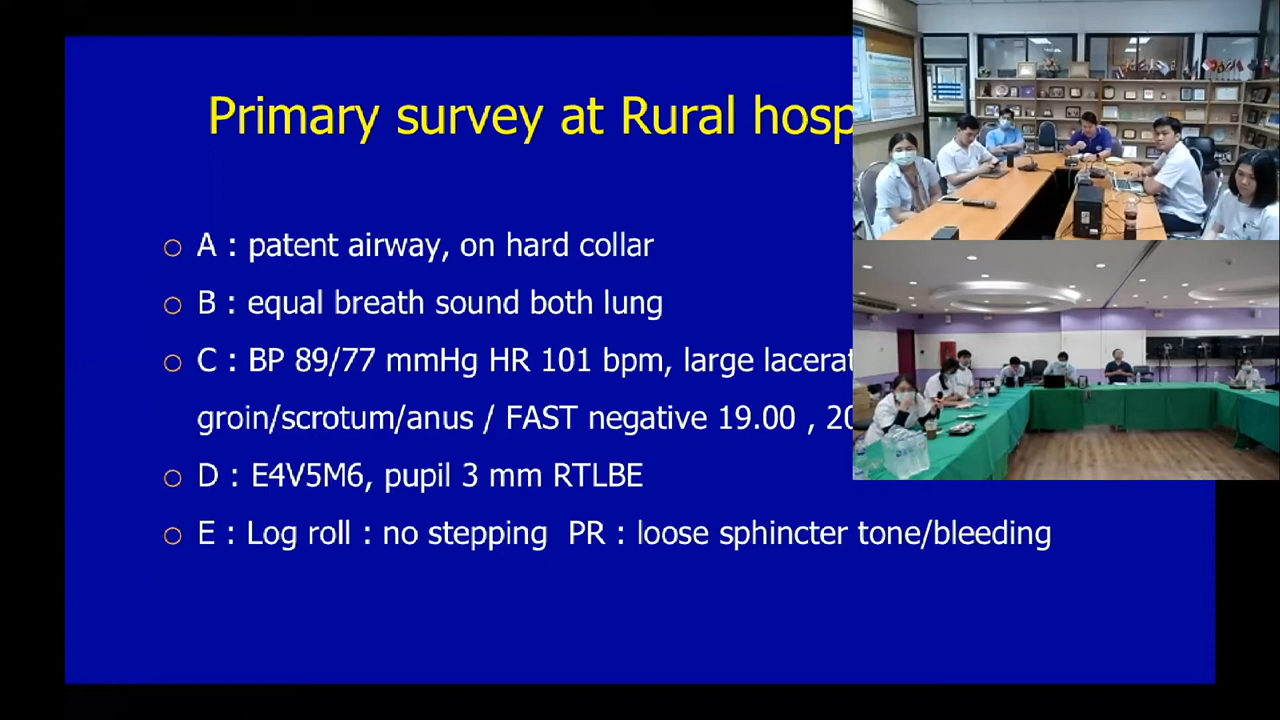 Primary survey at Rural hosp
A : patent airway, on hard collar
B : equal breath sound both lung
C : BP 89/77 mmHg HR 101 bpm, large lacerat
groin/scrotum/anus / FAST negative 19.00 , 20
D : E4V5M6, pupil 3 mm RTLBE
E : Log roll : no stepping PR : loose sphincter tone/bleeding